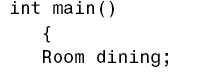 int main()
{
Room dining;